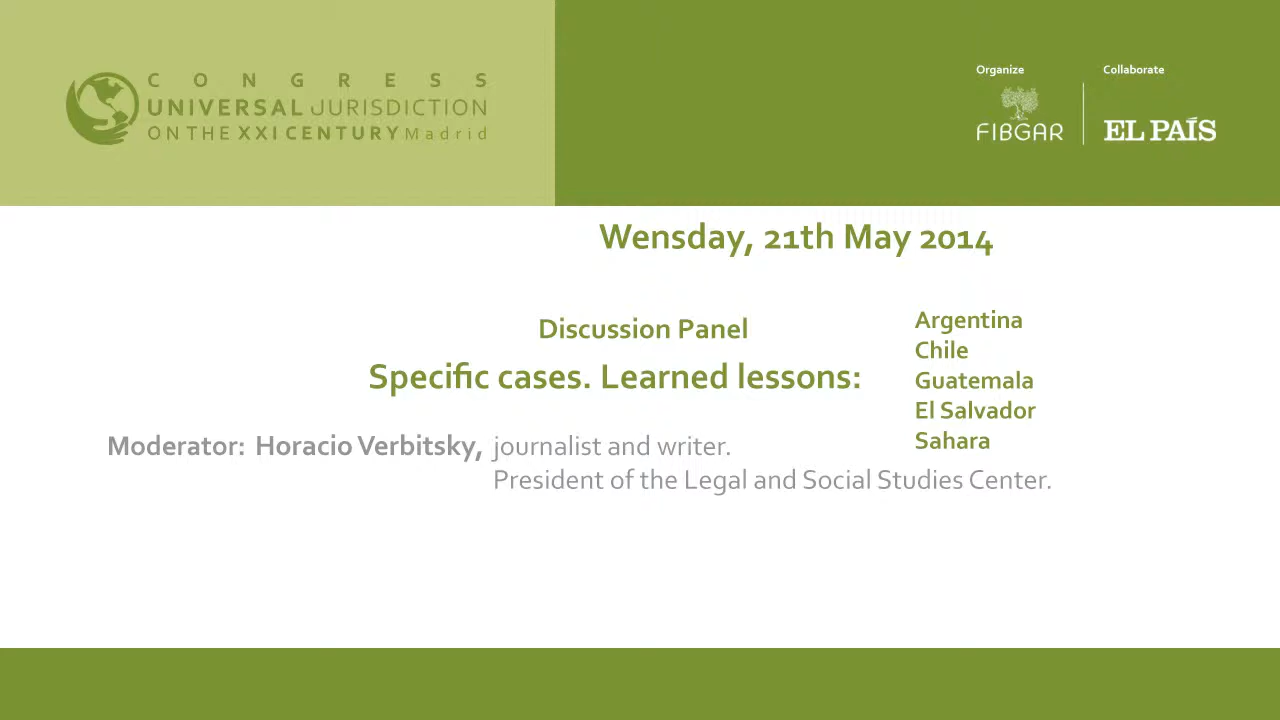 CONGRESS
UNIVERSAL JURISDICTION
ON THE XXI CENTURY Madrid
Organize
FIBGAR
Collaborate
EL PAÍS
Wensday, 21th May 2014
Discussion Panel
Specific cases. Learned lessons:
Argentina
Chile
Guatemala
El Salvador
Sahara
Moderator: Horacio Verbitsky, journalist and writer.
President of the Legal and Social Studies Center.